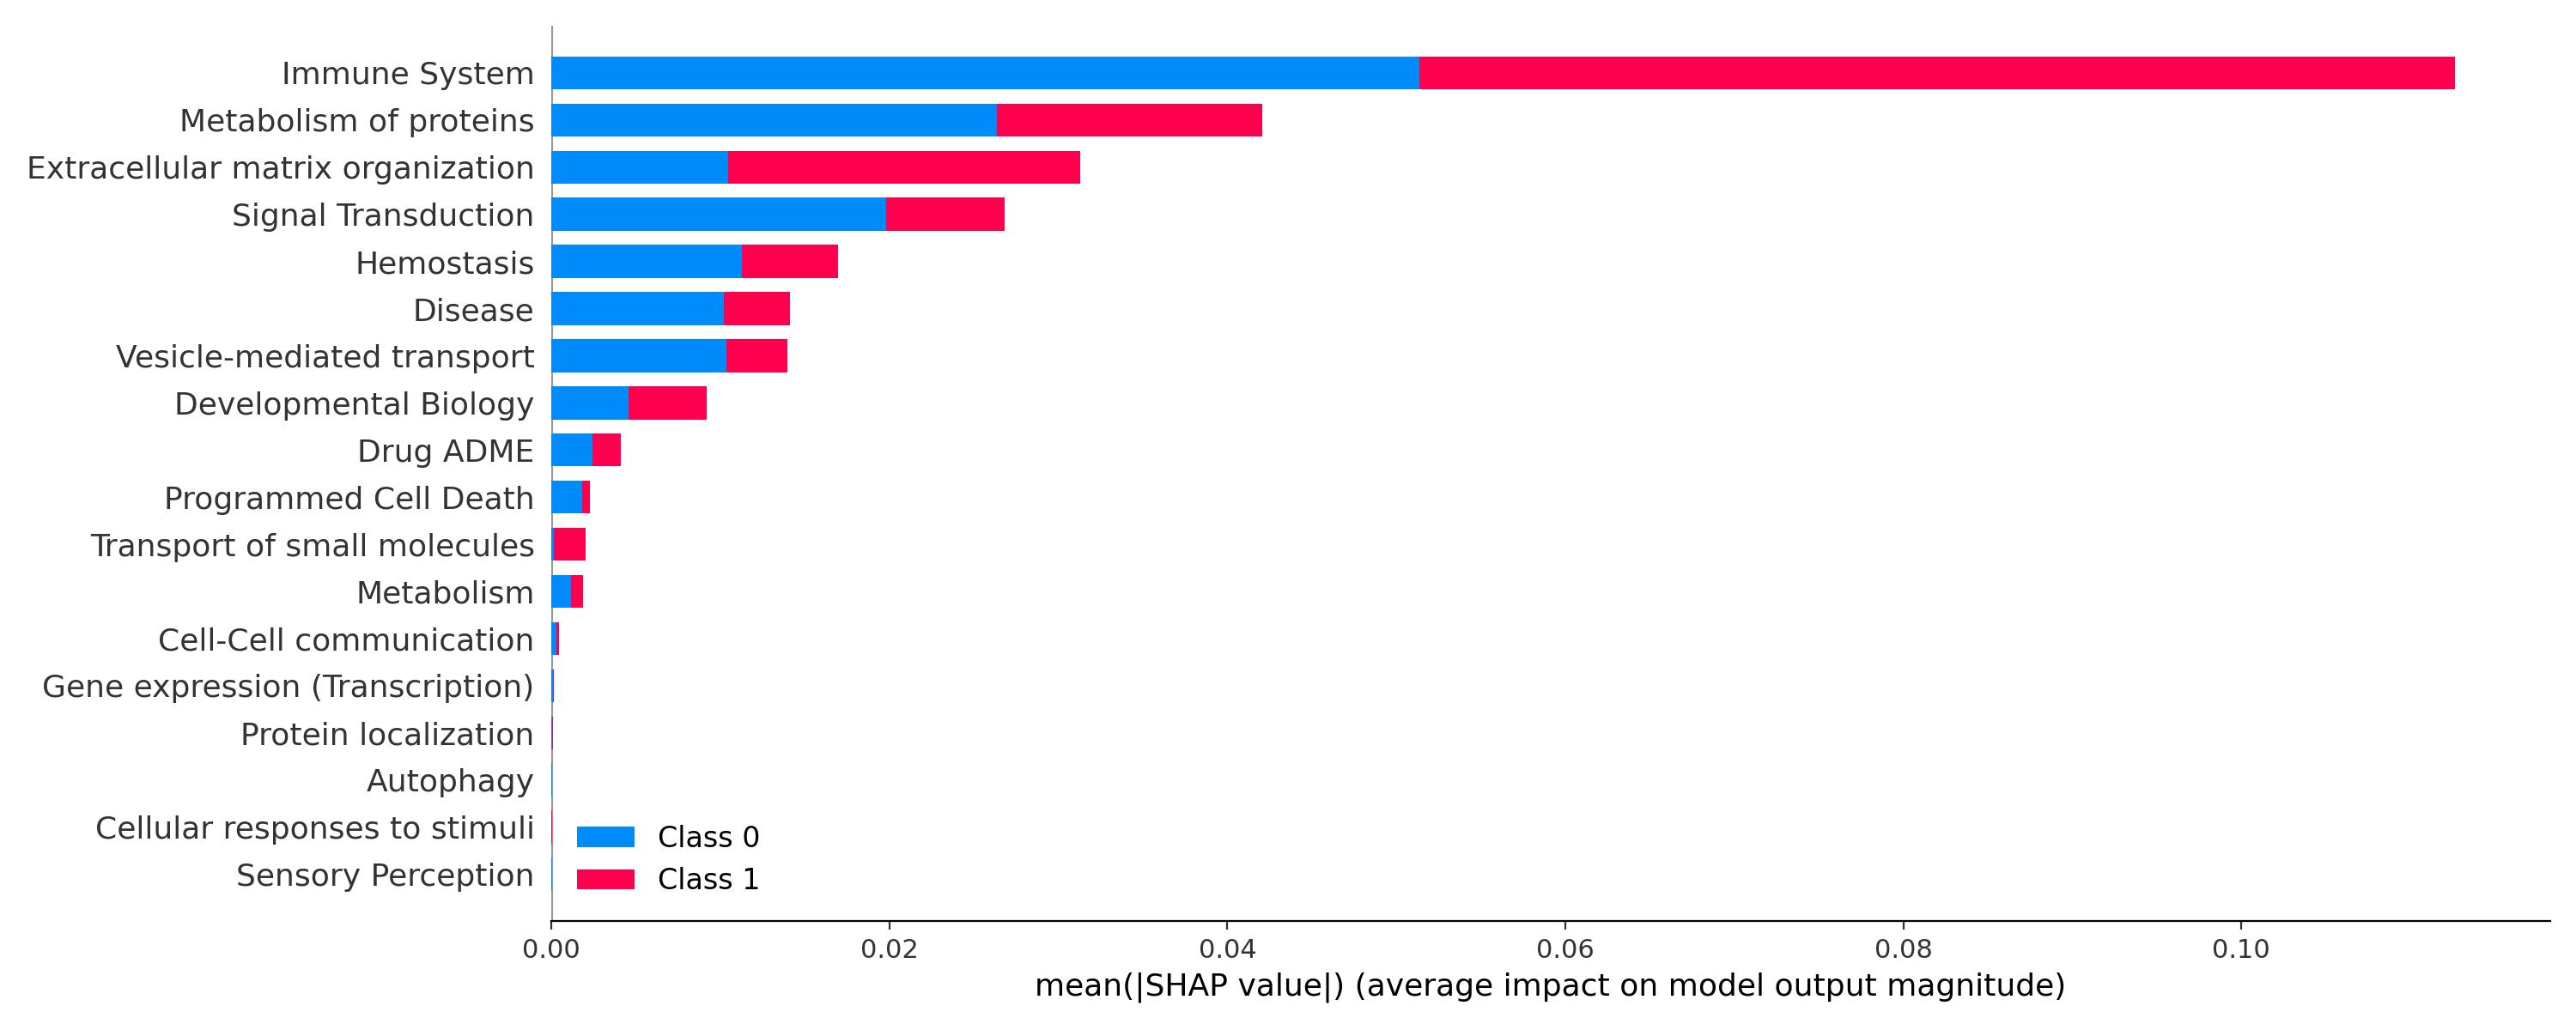 Immune System
Metabolism of proteins
Extracellular matrix organization
Signal Transduction
Hemostasis
Disease
Vesicle-mediated transport
Developmental Biology
Drug ADME
Programmed Cell Death
Transport of small molecules
Metabolism
Cell-Cell communication
Gene expression (Transcription)
Protein localization
Autophagy
Cellular responses to stimuli
Sensory Perception
Class 0
Class 1
0.00 0.02 0.04 0.06 0.08 0.10
mean(|SHAP value|) (average impact on model output magnitude)